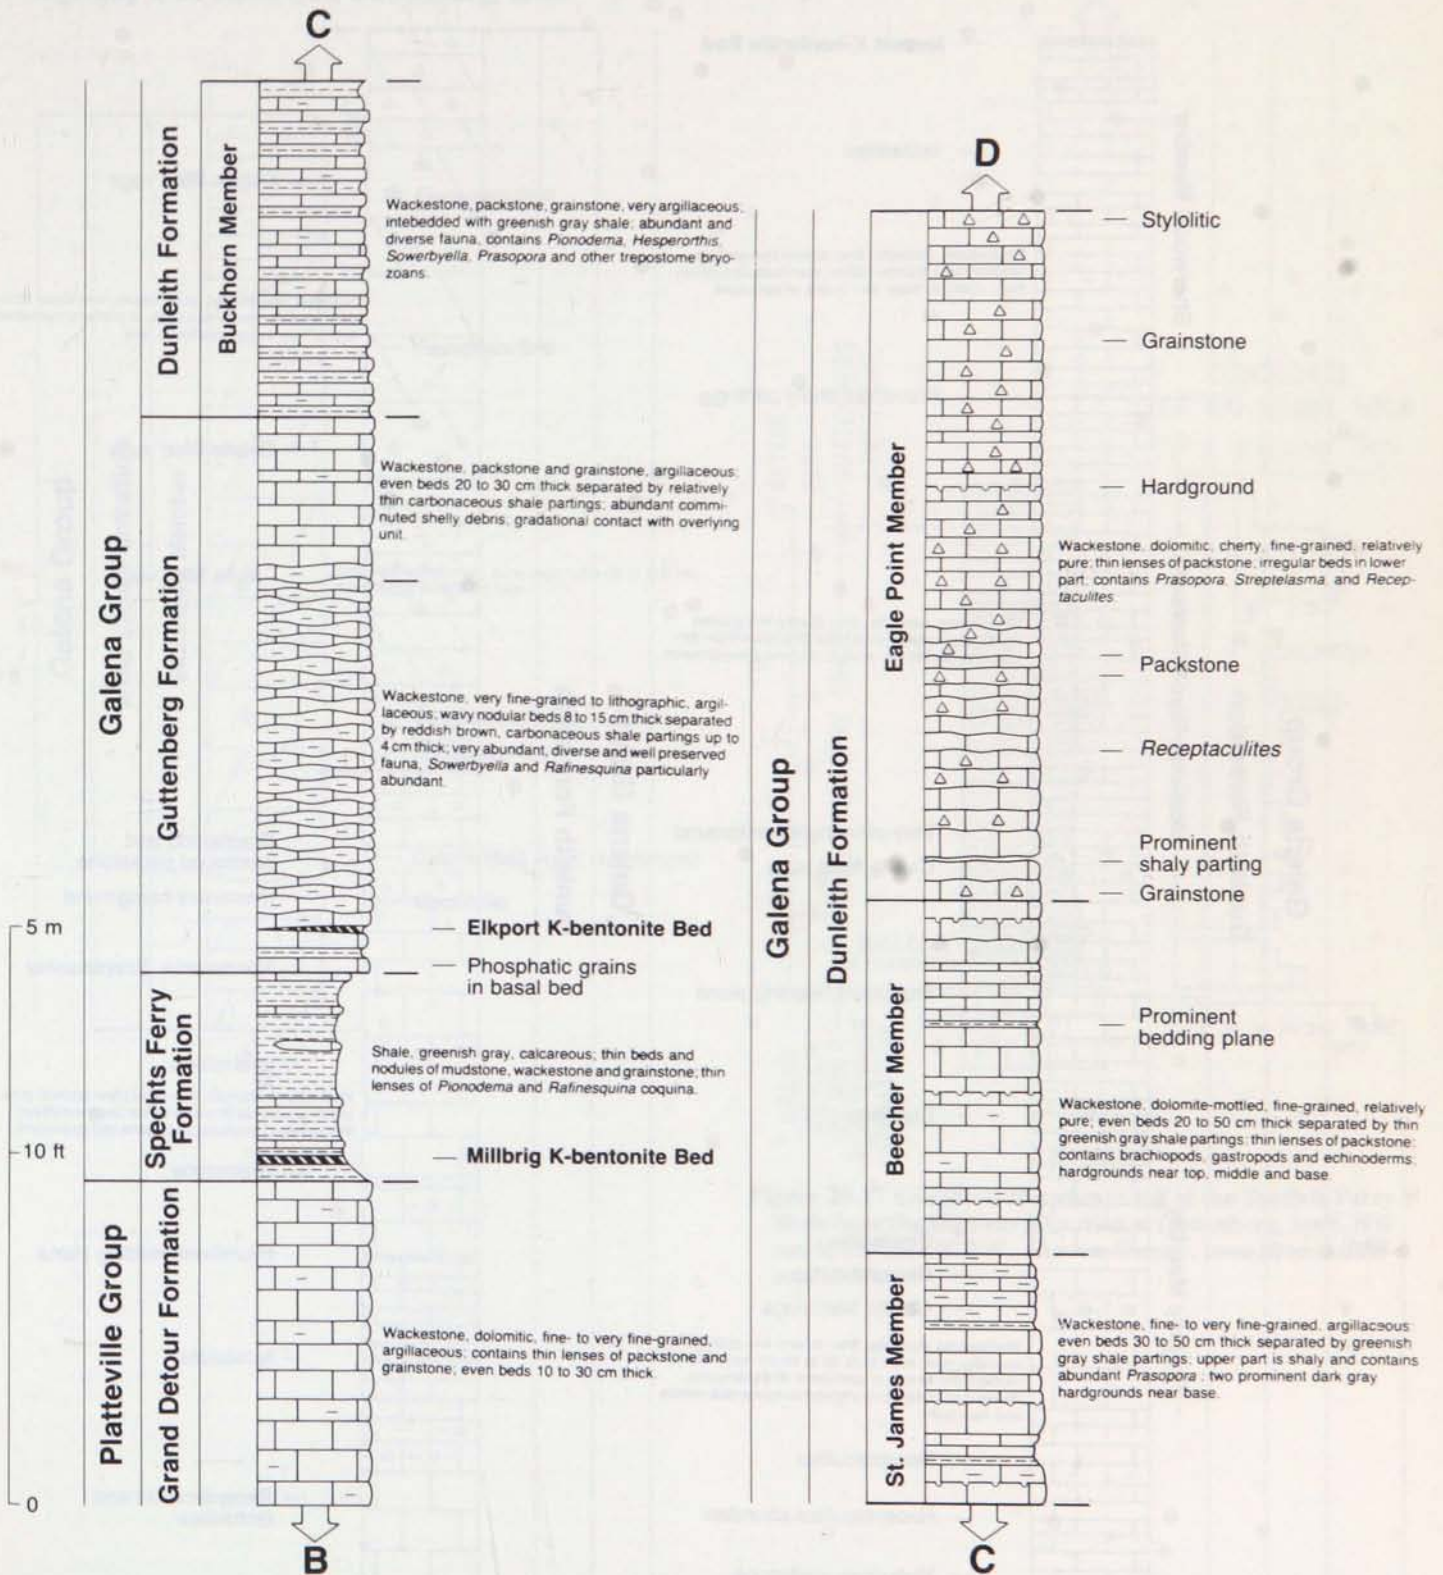 C
Galena Group
Dunleith Formation
Buckhorn Member
Wackestone, packstone, grainstone, very argillaceous;
intebedded with greenish gray shale; abundant and
diverse fauna, contains Pionodema, Hesperorthis,
Sowerbyella, Prasopora and other trepostome bryo-
zoans.
Guttenberg Formation
Wackestone, packstone and grainstone, argillaceous;
even beds 20 to 30 cm thick separated by relatively
thin carbonaceous shale partings; abundant commi-
nuted shelly debris; gradational contact with overlying
unit.
Wackestone, very fine-grained to lithographic, argil-
laceous; wavy nodular beds 8 to 15 cm thick separated
by reddish brown, carbonaceous shale partings up to
4 cm thick; very abundant, diverse and well preserved
fauna, Sowerbyella and Rafinesquina particularly
abundant.
5 m
Elkport K-bentonite Bed
Phosphatic grains
in basal bed
Spechts Ferry
Formation
Shale, greenish gray, calcareous; thin beds and
nodules of mudstone, wackestone and grainstone; thin
lenses of Pionodema and Rafinesquina coquina.
10 ft
Millbrig K-bentonite Bed
Platteville Group
Grand Detour Formation
Wackestone, dolomitic, fine- to very fine-grained,
argillaceous; contains thin lenses of packstone and
grainstone; even beds 10 to 30 cm thick.
0
B
D
Galena Group
Dunleith Formation
Eagle Point Member
Stylolitic
Grainstone
Hardground
Wackestone, dolomitic, cherty, fine-grained, relatively
pure; thin lenses of packstone; irregular beds in lower
part; contains Prasopora, Streptelasma, and Recep-
taculites.
Packstone
Receptaculites
Prominent
shaly parting
Grainstone
Beecher Member
Prominent
bedding plane
Wackestone, dolomite-mottled, fine-grained, relatively
pure; even beds 20 to 50 cm thick separated by thin
greenish gray shale partings; thin lenses of packstone;
contains brachiopods, gastropods and echinoderms;
hardgrounds near top, middle and base.
St. James Member
Wackestone, fine- to very fine-grained, argillaceous;
even beds 30 to 50 cm thick separated by greenish
gray shale partings; upper part is shaly and contains
abundant Prasopora; two prominent dark gray
hardgrounds near base.
C